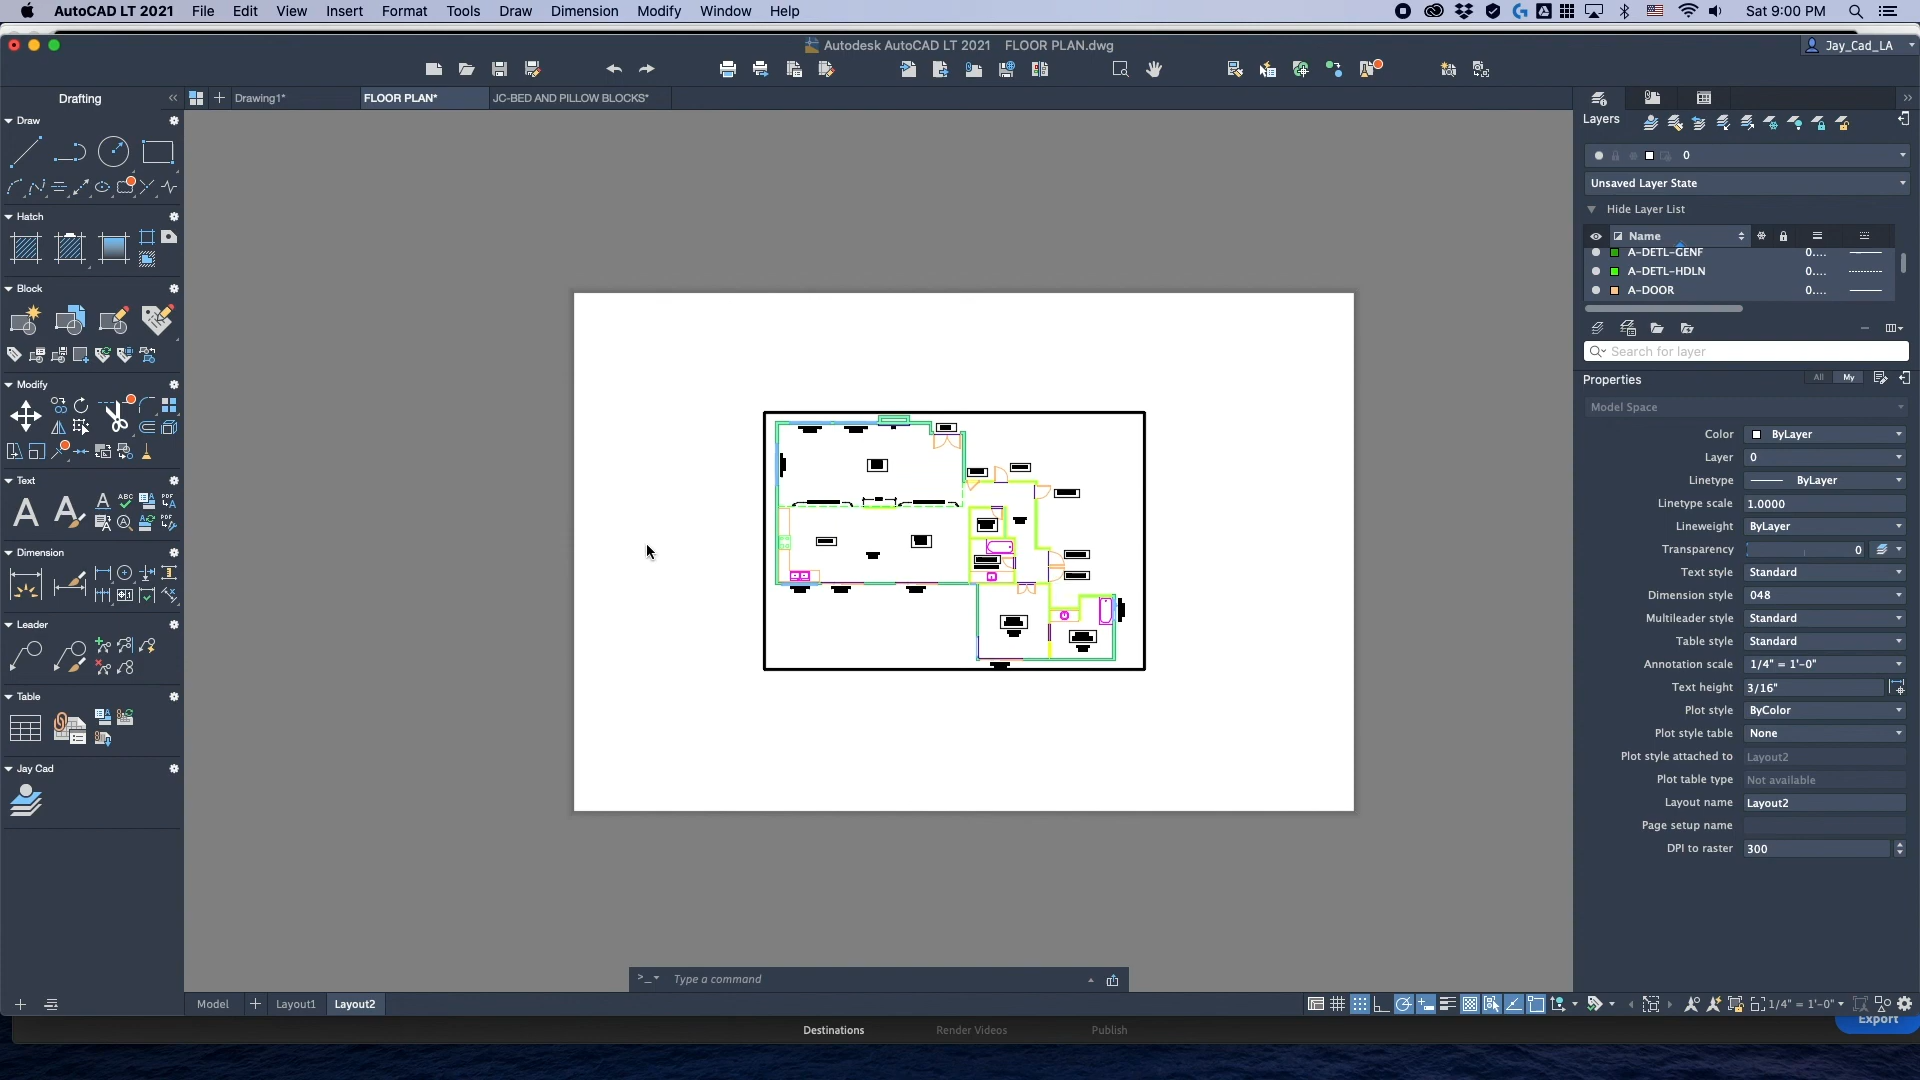 AutoCAD LT 2021 File Edit View Insert Format Tools Draw Dimension Modify Window Help Sat 9:00 PM
Autodesk AutoCAD LT 2021 FLOOR PLAN.dwg Jay_Cad_LA
Drafting Drawing1* FLOOR PLAN* JC-BED AND PILLOW BLOCKS*
Draw
Hatch
Block
Modify
Text
Dimension
Leader
Table
Jay Cad
Layers
0
Unsaved Layer State
Hide Layer List
Name
A-DETL-GENF 0....
A-DETL-HDLN 0....
A-DOOR 0....
Search for layer
Properties All My
Model Space
Color ByLayer
Layer 0
Linetype ByLayer
Linetype scale 1.0000
Lineweight ByLayer
Transparency 0
Text style Standard
Dimension style 048
Multileader style Standard
Table style Standard
Annotation scale 1/4" = 1'-0"
Text height 3/16"
Plot style ByColor
Plot style table None
Plot style attached to Layout2
Plot table type Not available
Layout name Layout2
Page setup name
DPI to raster 300
>_ Type a command
Model Layout1 Layout2 1/4" = 1'-0"
Destinations Render Videos Publish Export